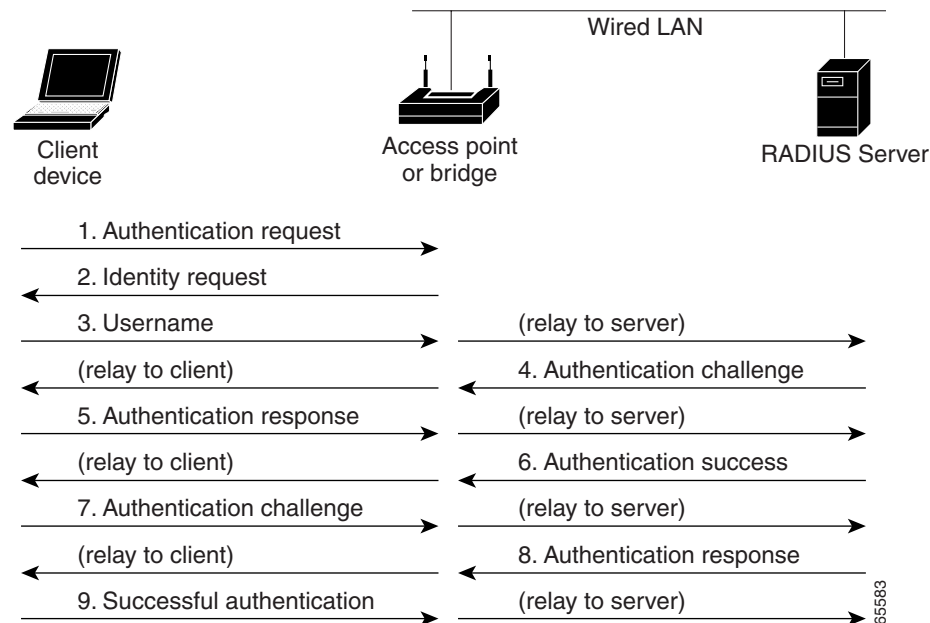 Wired LAN
Client
device
Access point
or bridge
RADIUS Server
1. Authentication request
2. Identity request
3. Username
(relay to server)
(relay to client)
4. Authentication challenge
5. Authentication response
(relay to server)
(relay to client)
6. Authentication success
7. Authentication challenge
(relay to server)
(relay to client)
8. Authentication response
9. Successful authentication
(relay to server)
65583